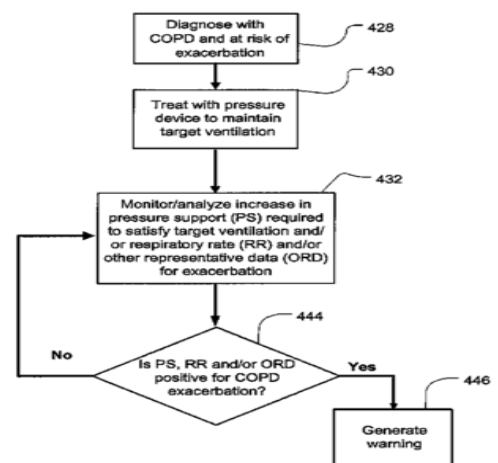 Diagnose with
COPD and at risk of
exacerbation
428
430
Treat with pressure
device to maintain
target ventilation
432
Monitor/analyze increase in
pressure support (PS) required
to satisfy target ventilation and/
or respiratory rate (RR) and/or
other representative data (ORD)
for exacerbation
444
No
Is PS, RR and/or ORD
positive for COPD
exacerbation?
Yes
446
Generate
warning